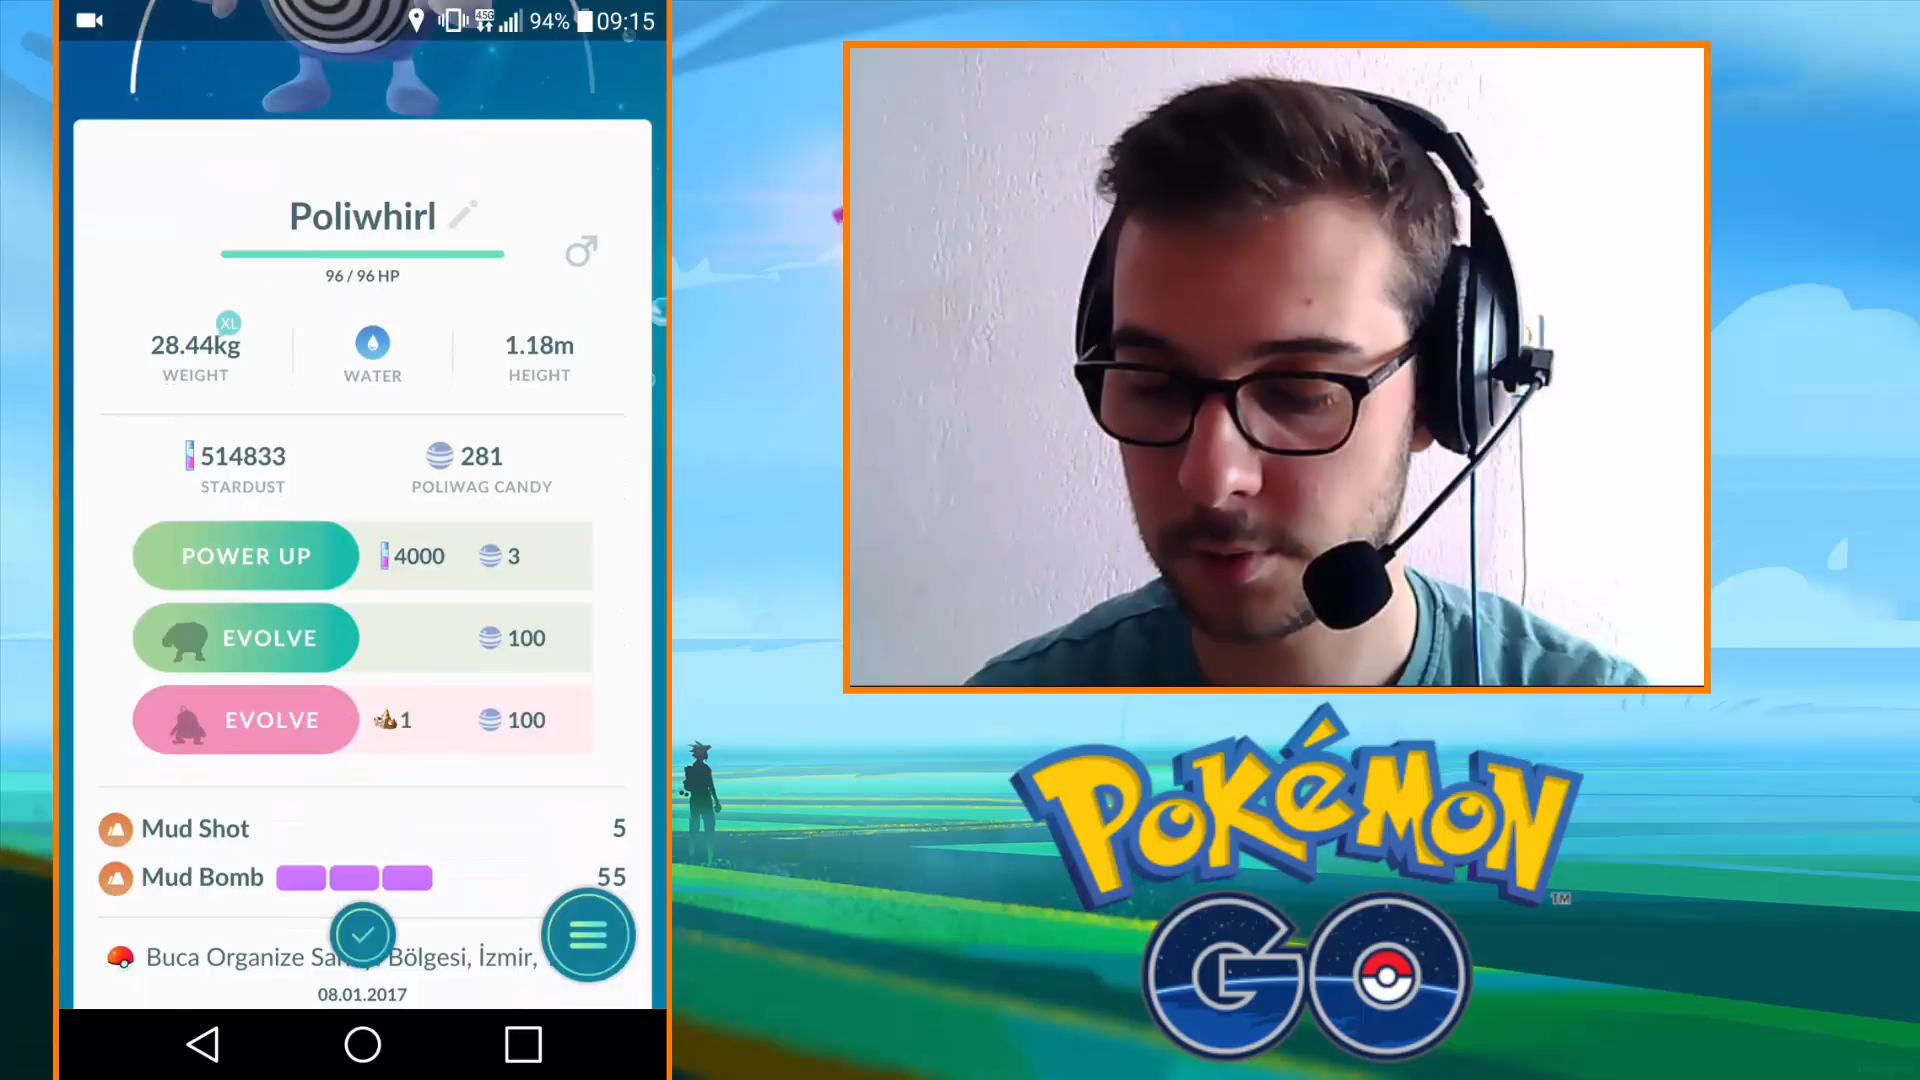 45G 94% 09:15
Poliwhirl
96 / 96 HP
XL
28.44kg
WEIGHT
WATER
1.18m
HEIGHT
514833
STARDUST
281
POLIWAG CANDY
POWER UP 4000 3
EVOLVE 100
EVOLVE 1 100
Mud Shot 5
Mud Bomb 55
Buca Organize Bölgesi, İzmir,
08.01.2017
POKéMON
TM
GO